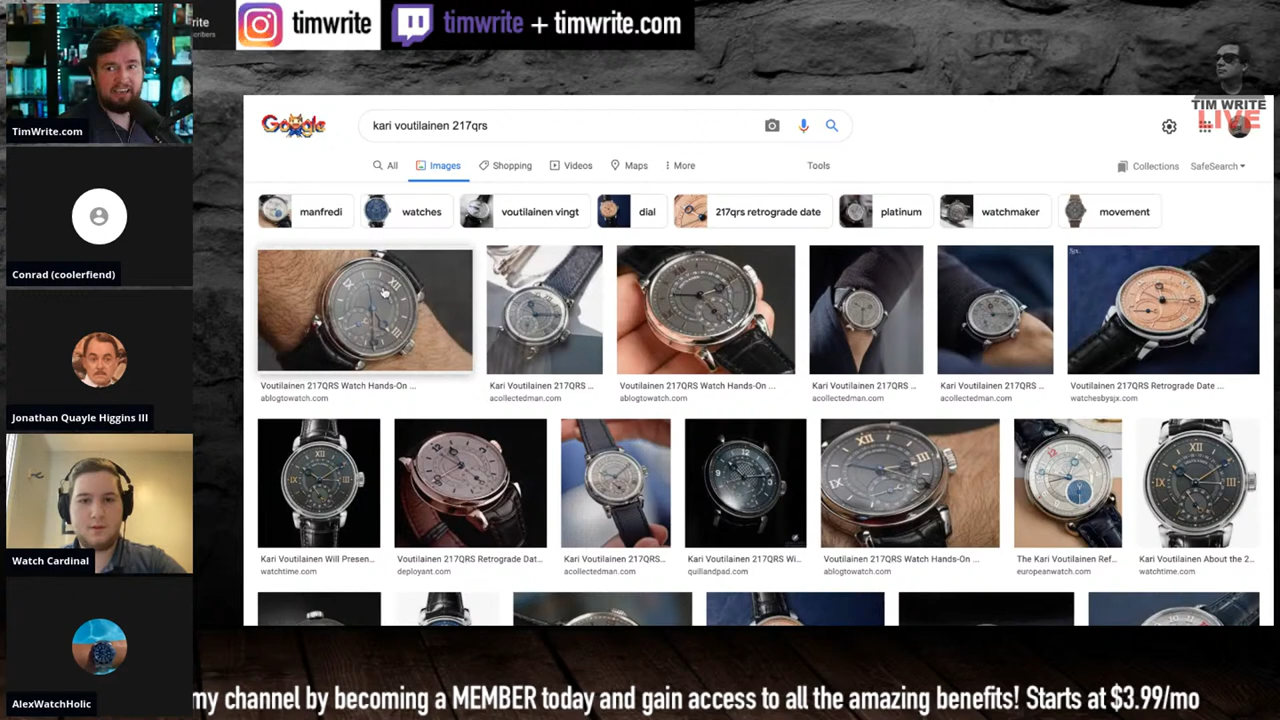 rite
cribers
timwrite
timwrite + timwrite.com
TimWrite.com
Conrad (coolerfiend)
Jonathan Quayle Higgins III
Watch Cardinal
AlexWatchHolic
TIM WRITE
LIVE
Google
kari voutilainen 217qrs
All
Images
Shopping
Videos
Maps
More
Tools
Collections
SafeSearch
manfredi
watches
voutilainen vingt
dial
217qrs retrograde date
platinum
watchmaker
movement
Voutilainen 217QRS Watch Hands-On ...
ablogtowatch.com
Kari Voutilainen 217QRS ...
acollectedman.com
Voutilainen 217QRS Watch Hands-On ...
ablogtowatch.com
Kari Voutilainen 217QRS ...
acollectedman.com
Kari Voutilainen 217QRS ...
acollectedman.com
Voutilainen 217QRS Retrograde Date ...
watchesbysjx.com
Kari Voutilainen Will Presen...
watchtime.com
Voutilainen 217QRS Retrograde Dat...
deployant.com
Kari Voutilainen 217QRS...
acollectedman.com
Kari Voutilainen 217QRS Wi...
quillandpad.com
Voutilainen 217QRS Watch Hands-On ...
ablogtowatch.com
The Kari Voutilainen Ref...
europeanwatch.com
Kari Voutilainen About the 2...
watchtime.com
my channel by becoming a MEMBER today and gain access to all the amazing benefits! Starts at $3.99/mo